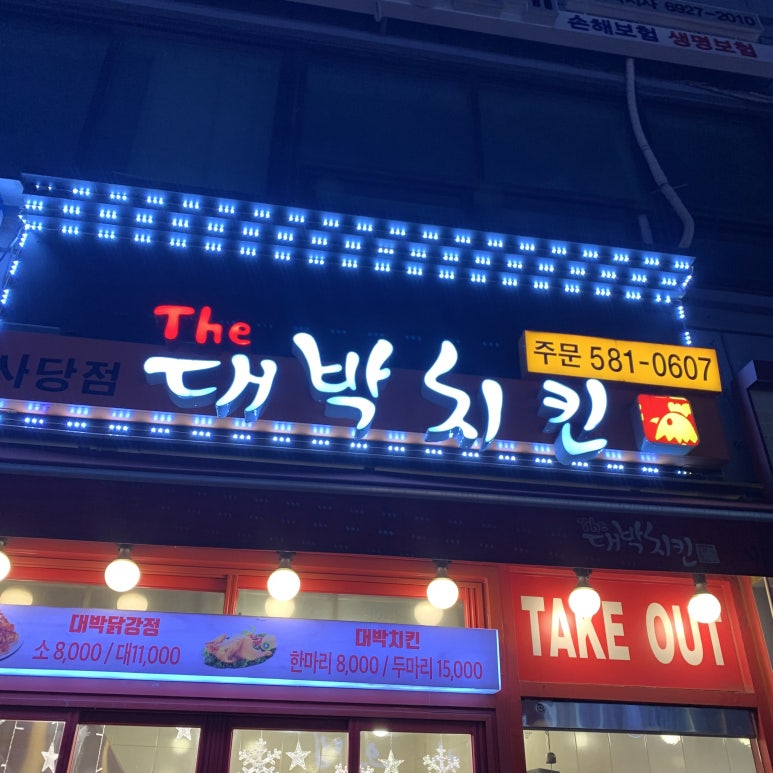 6927-2010
손해보험 생명보험
The
대박치킨
사당점
주문 581-0607
The
대박치킨
대박닭강정
소 8,000 / 대11,000
대박치킨
한마리 8,000 / 두마리 15,000
TAKE OUT